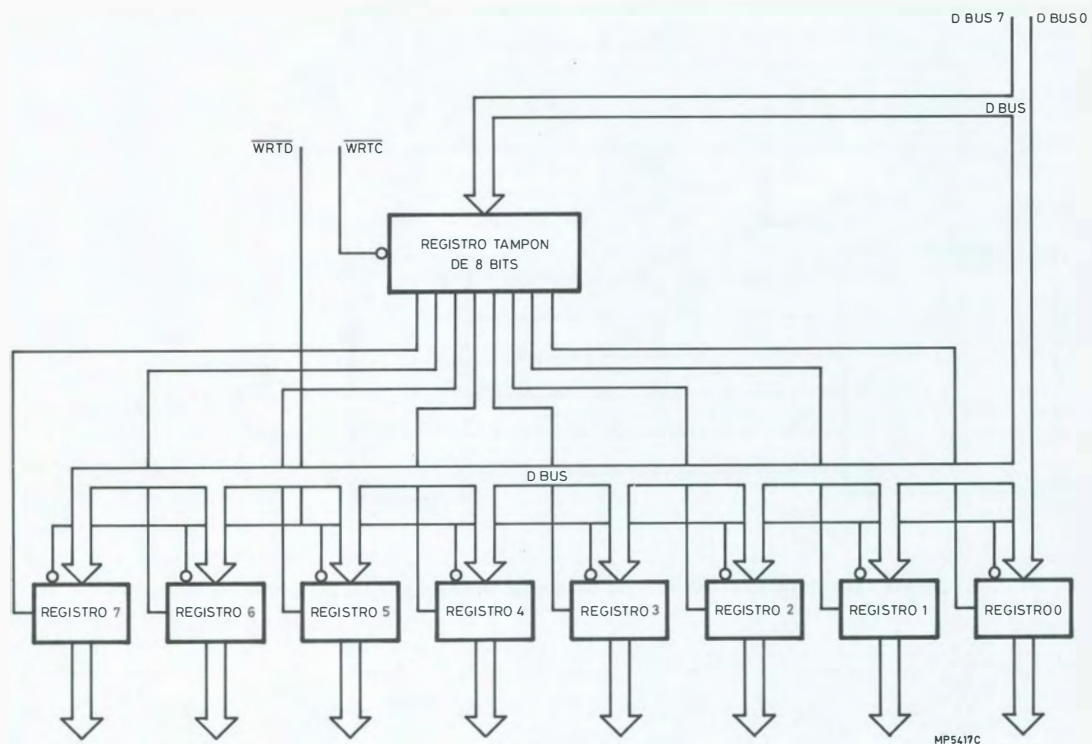 D BUS 7 D BUS 0
D BUS
WRTD WRTC
REGISTRO TAMPON
DE 8 BITS
D BUS
REGISTRO 7 REGISTRO 6 REGISTRO 5 REGISTRO 4 REGISTRO 3 REGISTRO 2 REGISTRO 1 REGISTRO 0
MP5417C